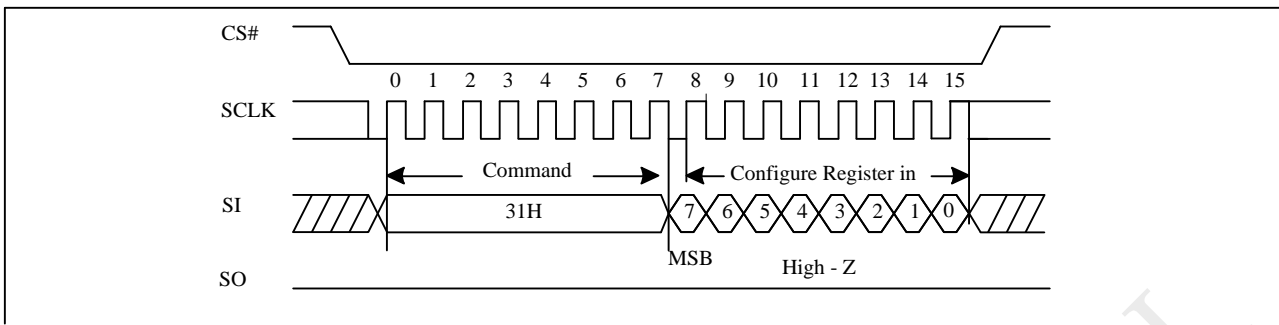 CS#
0 1 2 3 4 5 6 7 8 9 10 11 12 13 14 15
SCLK
Command Configure Register in
SI 31H 7 6 5 4 3 2 1 0
MSB High - Z
SO